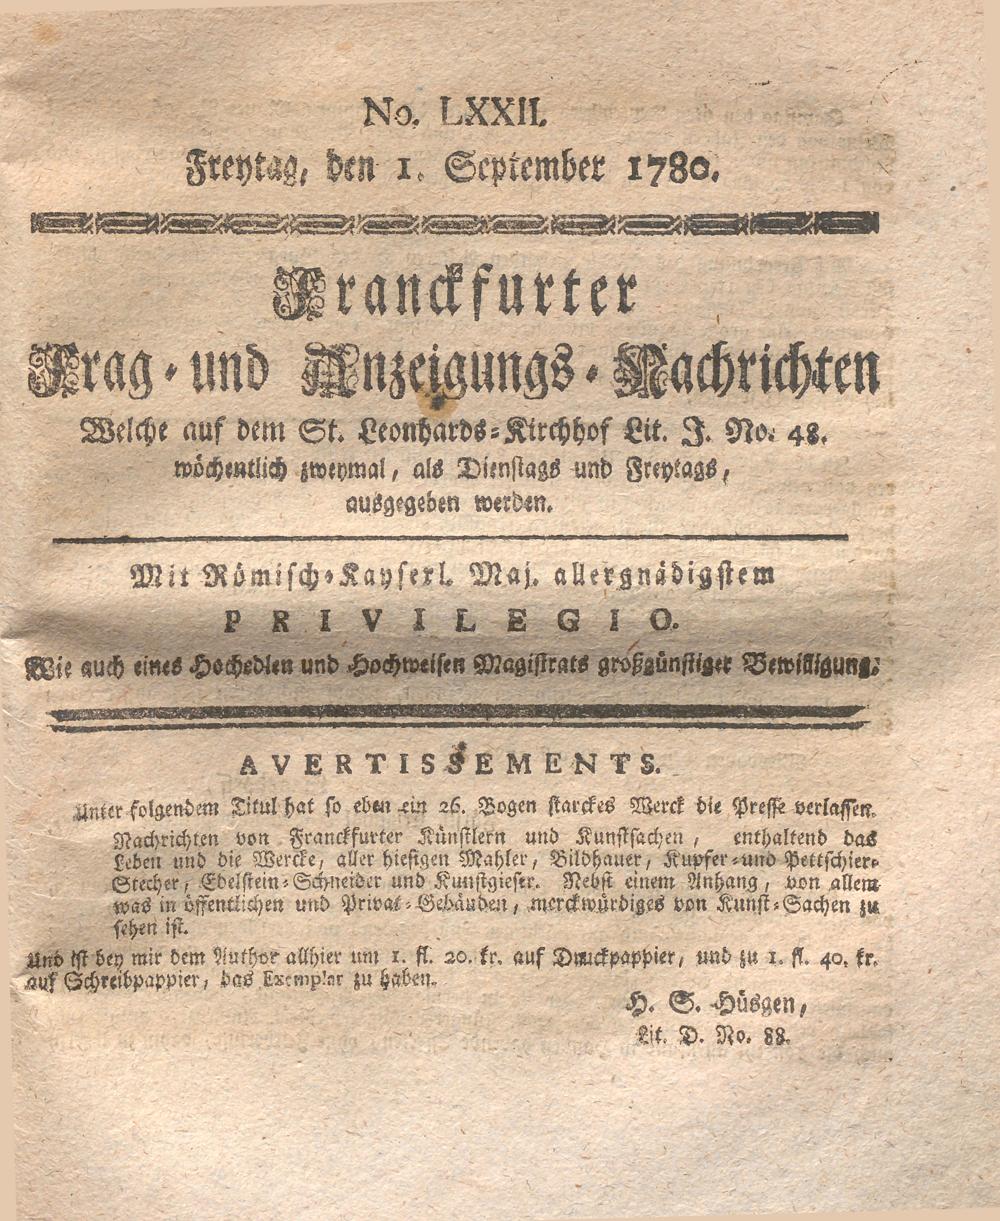 No. LXXII.
Freytag, den 1. September 1780.
Franckfurter
Frag-und Anzeigungs-Nachrichten
Welche auf dem St. Leonhards-Kirchhof Lit. J. No. 48.
wöchentlich zweymal, als Dienstags und Freytags,
ausgegeben werden.
Mit Römisch-Kayserl. Maj. allergnädigstem
PRIVILEGIO.
Wie auch eines Hochedlen und Hochweisen Magistrats großgünstiger Bewilligung.
AVERTISSEMENTS.
Unter folgendem Titul hat so eben ein 26. Bogen starckes Werck die Presse verlassen.
Nachrichten von Franckfurter Künstlern und Kunstsachen, enthaltend das
Leben und die Wercke, aller hiesigen Mahler, Bildhauer, Kupfer-und Pettschier-
Stecher, Edelstein-Schneider und Kunstgieser. Nebst einem Anhang, von allem
was in öffentlichen und Privat-Gebäuden, merckwürdiges von Kunst-Sachen zu
sehen ist.
Und ist bey mir dem Author allhier um 1. fl. 20. kr. auf Druckpappier, und zu 1. fl. 40. kr.
auf Schreibpappier, das Exemplar zu haben.
H. S. Hüsgen,
Lit. D. No. 88.